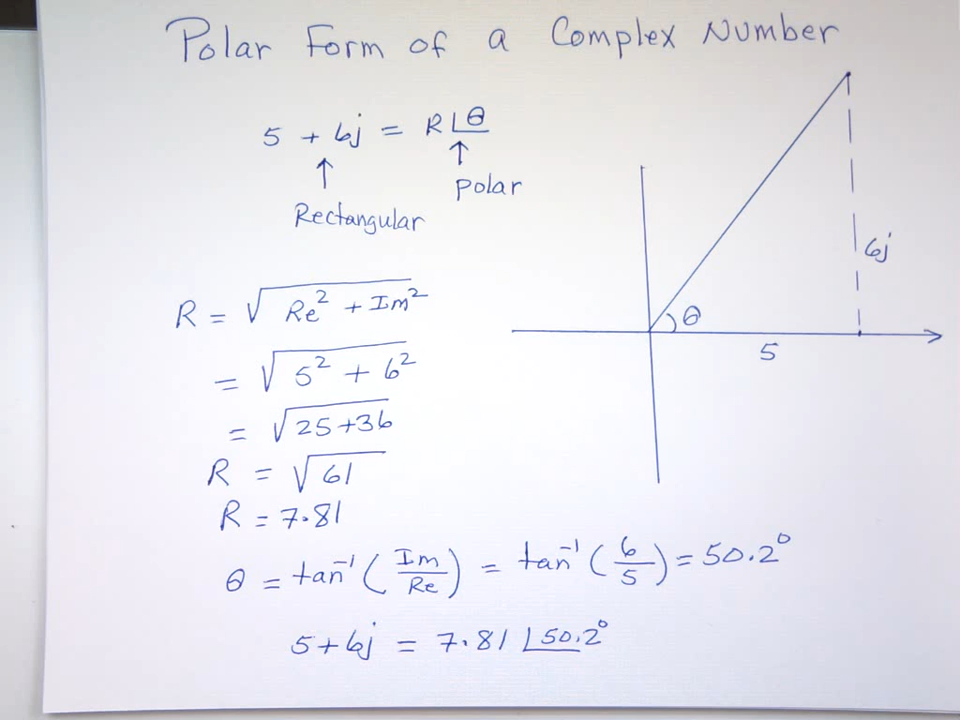 Polar Form of a Complex Number
5 + 6j = R∠θ
↑ ↑
Rectangular polar
R = √(Re² + Im²)
= √(5² + 6²)
= √(25+36)
R = √61
R = 7.81
θ = tan⁻¹(Im/Re) = tan⁻¹(6/5) = 50.2°
5+6j = 7.81∠50.2°
6j
θ
5